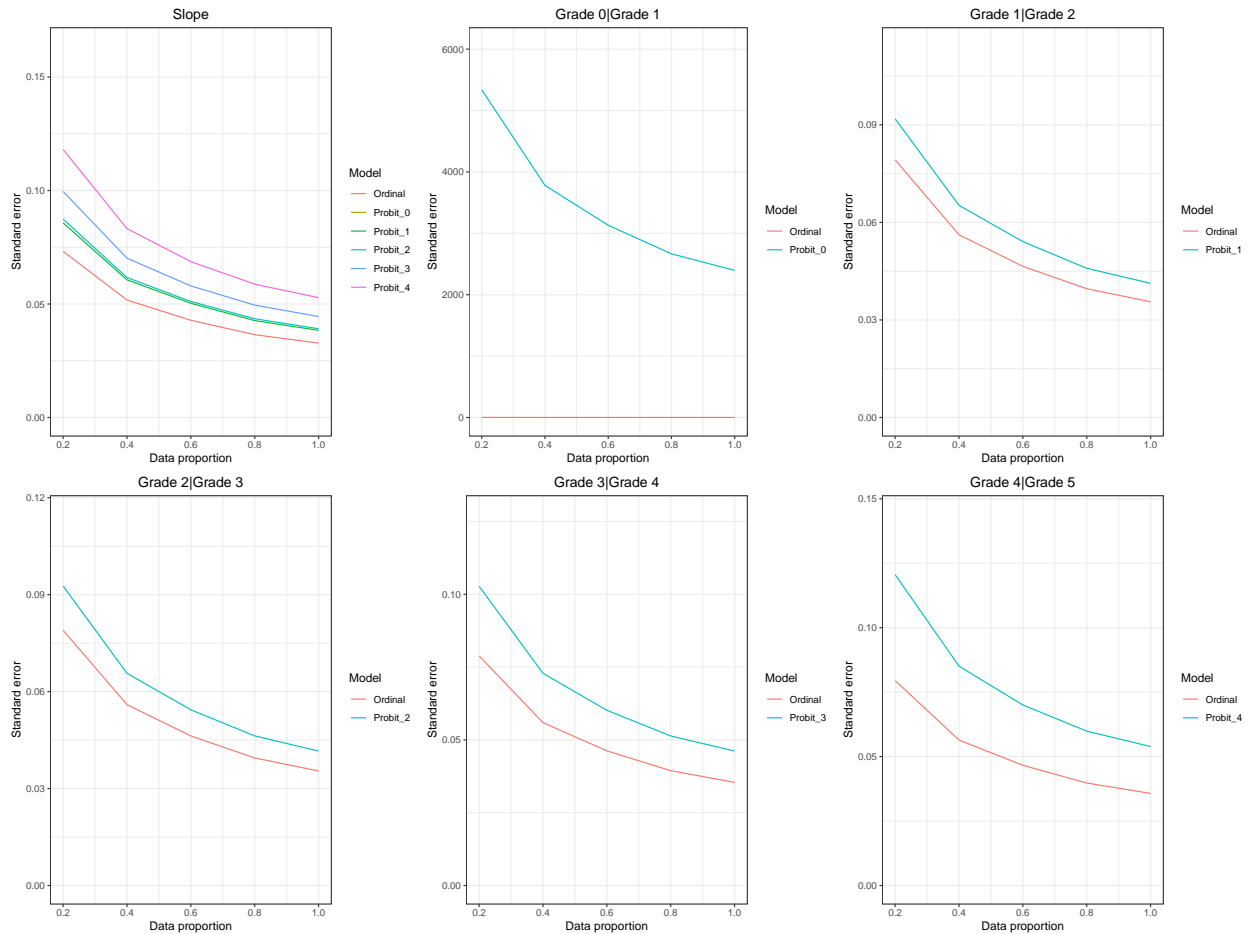 Slope
0.15
0.10
0.05
0.00
Standard error
0.2 0.4 0.6 0.8 1.0
Data proportion
Model
Ordinal
Probit_0
Probit_1
Probit_2
Probit_3
Probit_4
Grade 0|Grade 1
6000
4000
2000
0
Standard error
0.2 0.4 0.6 0.8 1.0
Data proportion
Model
Ordinal
Probit_0
Grade 1|Grade 2
0.09
0.06
0.03
0.00
Standard error
0.2 0.4 0.6 0.8 1.0
Data proportion
Model
Ordinal
Probit_1
Grade 2|Grade 3
0.12
0.09
0.06
0.03
0.00
Standard error
0.2 0.4 0.6 0.8 1.0
Data proportion
Model
Ordinal
Probit_2
Grade 3|Grade 4
0.10
0.05
0.00
Standard error
0.2 0.4 0.6 0.8 1.0
Data proportion
Model
Ordinal
Probit_3
Grade 4|Grade 5
0.15
0.10
0.05
0.00
Standard error
0.2 0.4 0.6 0.8 1.0
Data proportion
Model
Ordinal
Probit_4